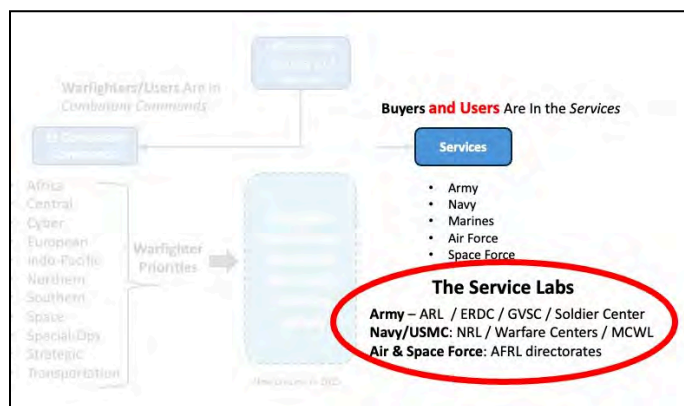 Warfighters/Users Are in
Combatant Commands
Buyers and Users Are In the Services
Services
• Army
• Navy
• Marines
• Air Force
• Space Force
Africa
Central
Cyber
European
Indo-Pacific
Northern
Southern
Space
Special Ops
Strategic
Transportation
Warfighter
Priorities
The Service Labs
Army – ARL / ERDC / GVSC / Soldier Center
Navy/USMC: NRL / Warfare Centers / MCWL
Air & Space Force: AFRL directorates